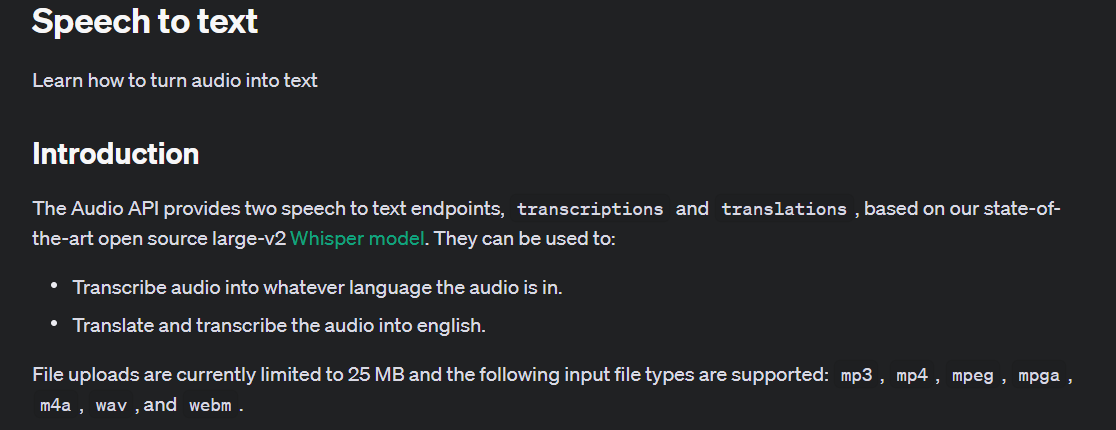 Speech to text
Learn how to turn audio into text
Introduction
The Audio API provides two speech to text endpoints, transcriptions and translations , based on our state-of-
the-art open source large-v2 Whisper model. They can be used to:
• Transcribe audio into whatever language the audio is in.
• Translate and transcribe the audio into english.
File uploads are currently limited to 25 MB and the following input file types are supported: mp3 , mp4 , mpeg , mpga ,
m4a , wav , and webm .